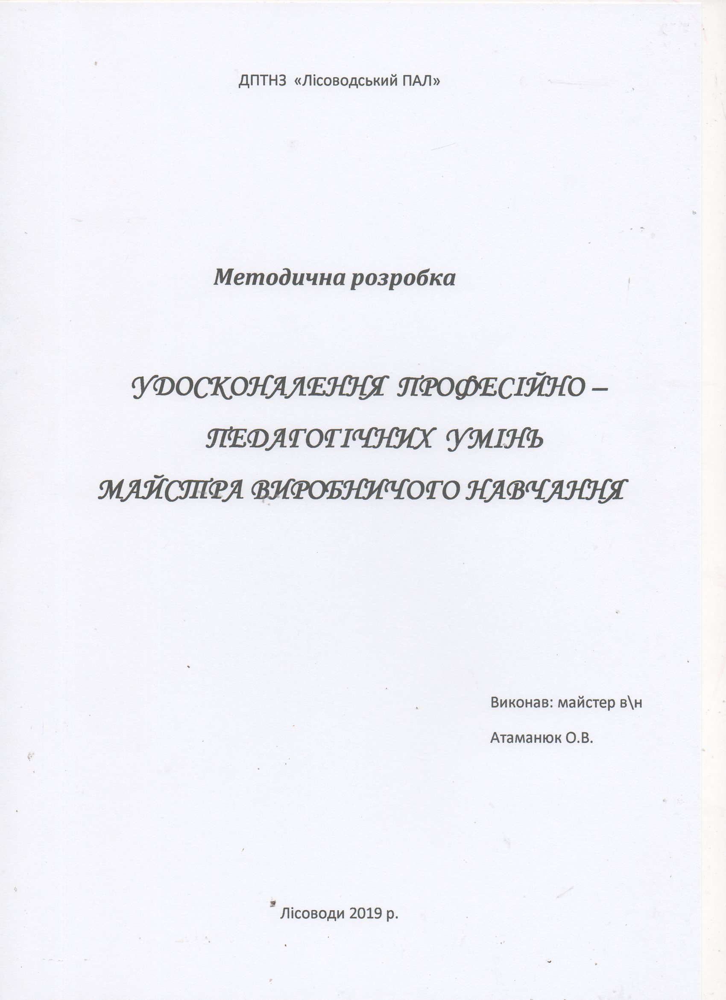 ДПТНЗ «Лісоводський ПАЛ»
Методична розробка
УДОСКОНАЛЕННЯ ПРОФЕСІЙНО –
ПЕДАГОГІЧНИХ УМІНЬ
МАЙСТРА ВИРОБНИЧОГО НАВЧАННЯ
Виконав: майстер в\н
Атаманюк О.В.
Лісоводи 2019 р.